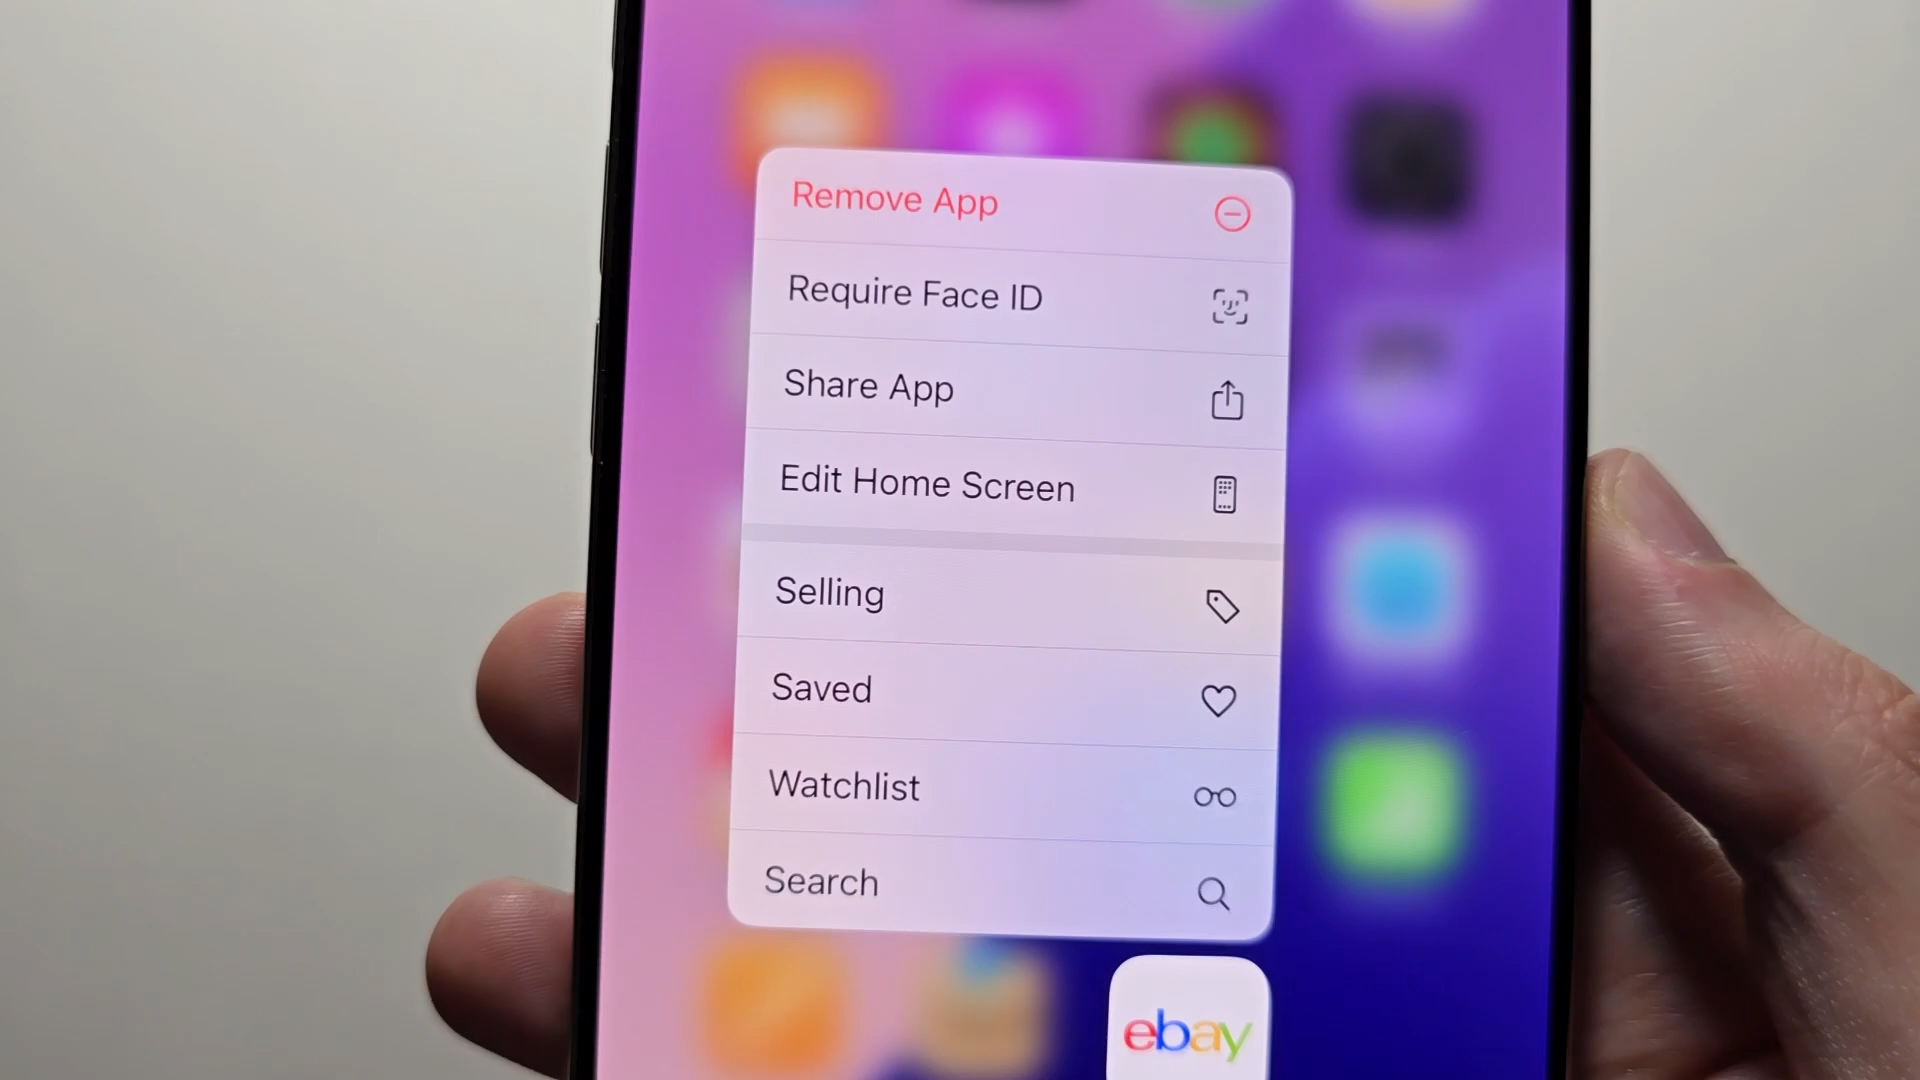 Remove App
Require Face ID
Share App
Edit Home Screen
Selling
Saved
Watchlist
Search
ebay